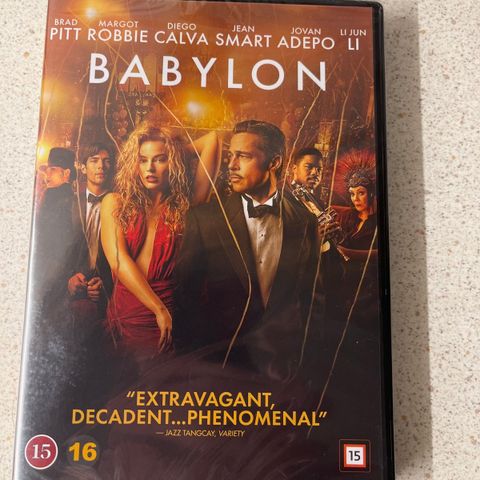 BRAD MARGOT DIEGO JEAN JOVAN LI JUN
PITT ROBBIE CALVA SMART ADEPO LI
BABYLON
“EXTRAVAGANT,
DECADENT...PHENOMENAL”
— JAZZ TANGCAY, VARIETY
15 16 15